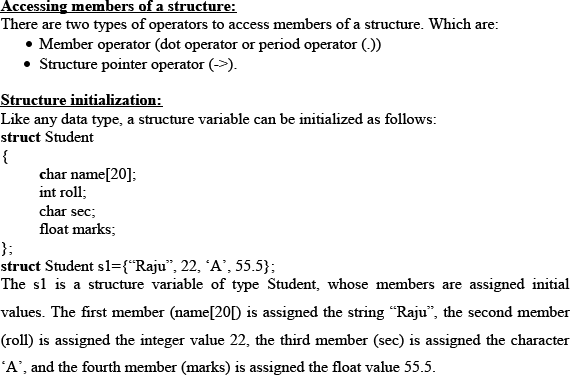 Accessing members of a structure:
There are two types of operators to access members of a structure. Which are:
• Member operator (dot operator or period operator (.))
• Structure pointer operator (->).
Structure initialization:
Like any data type, a structure variable can be initialized as follows:
struct Student
{
char name[20];
int roll;
char sec;
float marks;
};
struct Student s1={“Raju”, 22, ‘A’, 55.5};
The s1 is a structure variable of type Student, whose members are assigned initial
values. The first member (name[20[) is assigned the string “Raju”, the second member
(roll) is assigned the integer value 22, the third member (sec) is assigned the character
‘A’, and the fourth member (marks) is assigned the float value 55.5.